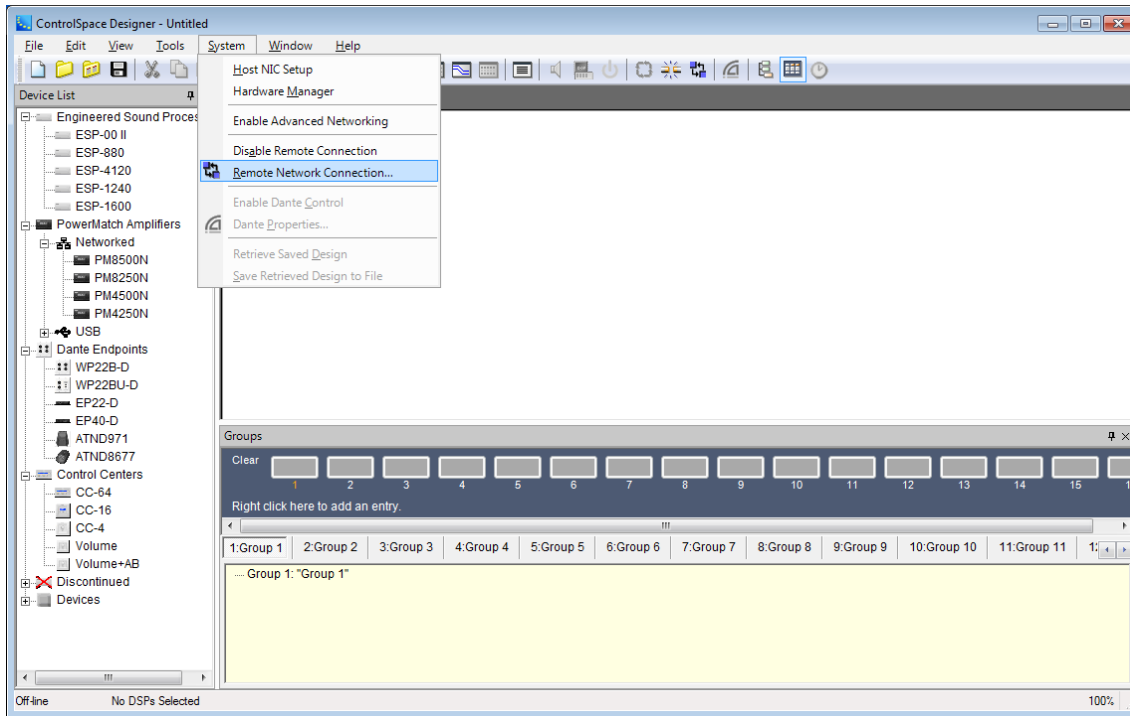 ControlSpace Designer - Untitled
File Edit View Tools System Window Help
Host NIC Setup
Hardware Manager
Enable Advanced Networking
Disable Remote Connection
Remote Network Connection...
Enable Dante Control
Dante Properties...
Retrieve Saved Design
Save Retrieved Design to File
Device List
Engineered Sound Proces
ESP-00 II
ESP-880
ESP-4120
ESP-1240
ESP-1600
PowerMatch Amplifiers
Networked
PM8500N
PM8250N
PM4500N
PM4250N
USB
Dante Endpoints
WP22B-D
WP22BU-D
EP22-D
EP40-D
ATND971
ATND8677
Control Centers
CC-64
CC-16
CC-4
Volume
Volume+AB
Discontinued
Devices
Groups
Clear
1 2 3 4 5 6 7 8 9 10 11 12 13 14 15 1
Right click here to add an entry.
1:Group 1 2:Group 2 3:Group 3 4:Group 4 5:Group 5 6:Group 6 7:Group 7 8:Group 8 9:Group 9 10:Group 10 11:Group 11 1:
Group 1: "Group 1"
Off-line No DSPs Selected 100%